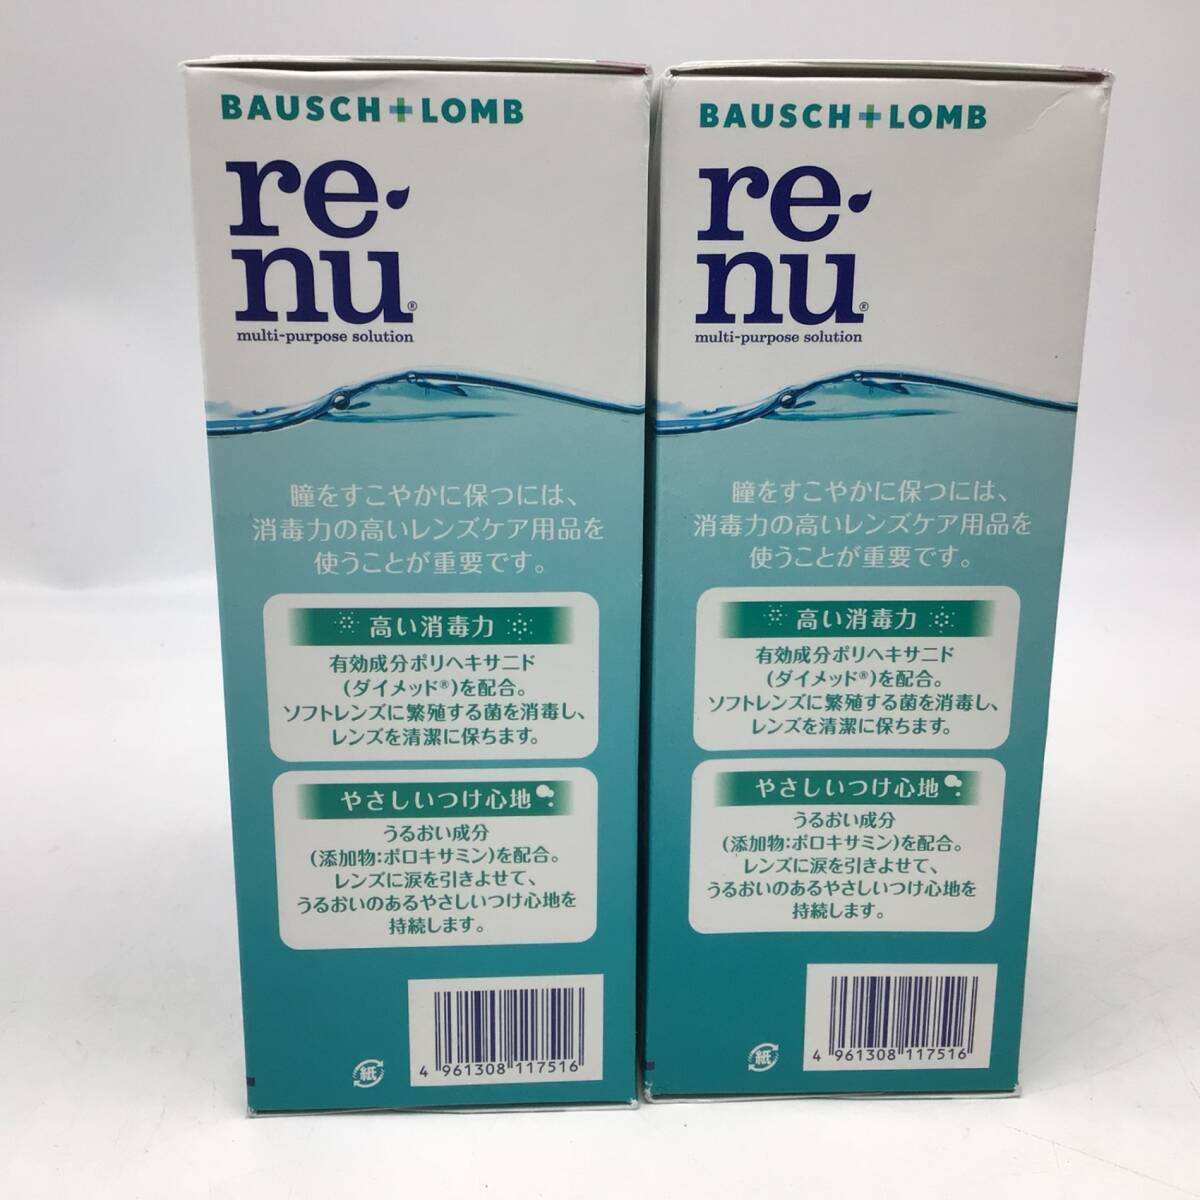 BAUSCH+LOMB
re-
nu®
multi-purpose solution
瞳をすこやかに保つには、
消毒力の高いレンズケア用品を
使うことが重要です。
高い消毒力
有効成分ポリヘキサニド
(ダイメッド®)を配合。
ソフトレンズに繁殖する菌を消毒し、
レンズを清潔に保ちます。
やさしいつけ心地
うるおい成分
(添加物:ポロキサミン)を配合。
レンズに涙を引きよせて、
うるおいのあるやさしいつけ心地を
持続します。
紙
4 961308 117516
BAUSCH+LOMB
re-
nu®
multi-purpose solution
瞳をすこやかに保つには、
消毒力の高いレンズケア用品を
使うことが重要です。
高い消毒力
有効成分ポリヘキサニド
(ダイメッド®)を配合。
ソフトレンズに繁殖する菌を消毒し、
レンズを清潔に保ちます。
やさしいつけ心地
うるおい成分
(添加物:ポロキサミン)を配合。
レンズに涙を引きよせて、
うるおいのあるやさしいつけ心地を
持続します。
紙
4 961308 117516